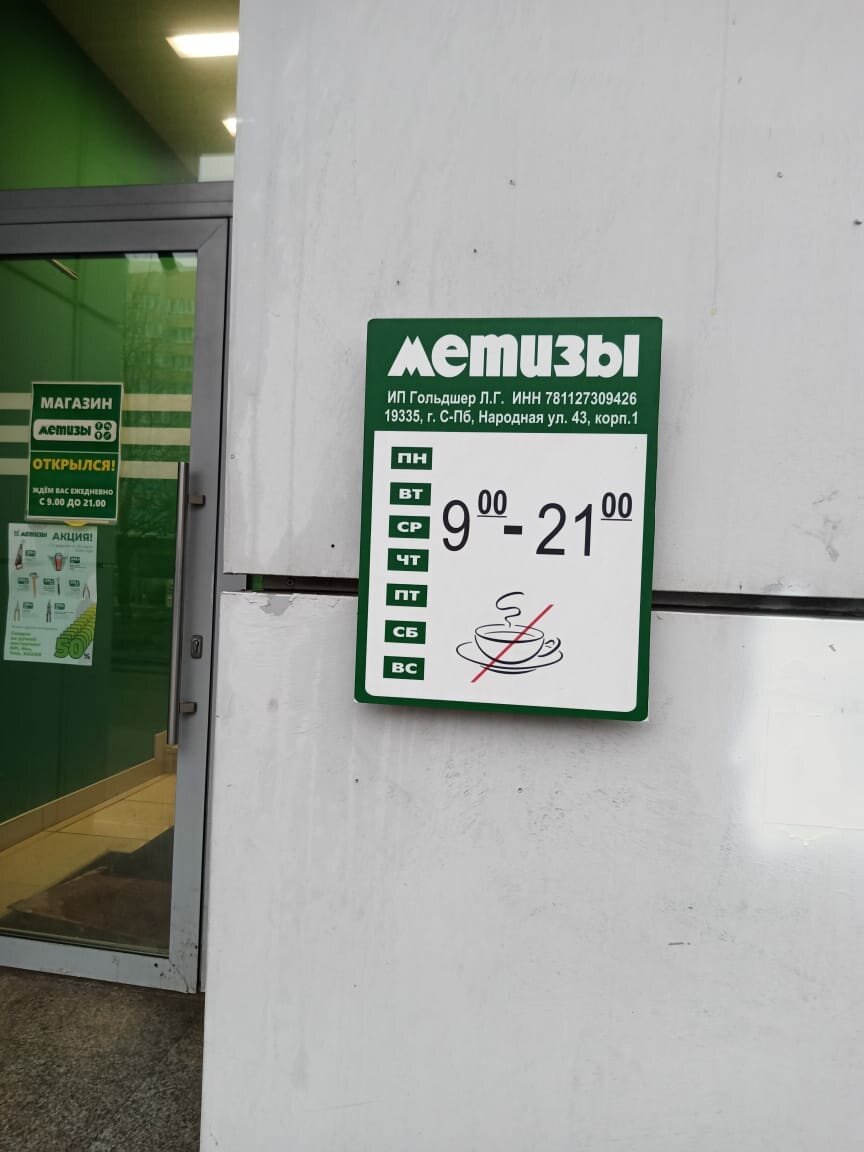 метизы
ИП Гольдшер Л.Г. ИНН 781127309426
19335, г. С-Пб, Народная ул. 43, корп.1
ПН
ВТ
СР
ЧТ
ПТ
СБ
ВС
9 00 - 21 00
МАГАЗИН
метизы
ОТКРЫЛСЯ!
ЖДЁМ ВАС ЕЖЕДНЕВНО
С 9.00 ДО 21.00
метизы АКЦИЯ!
50%